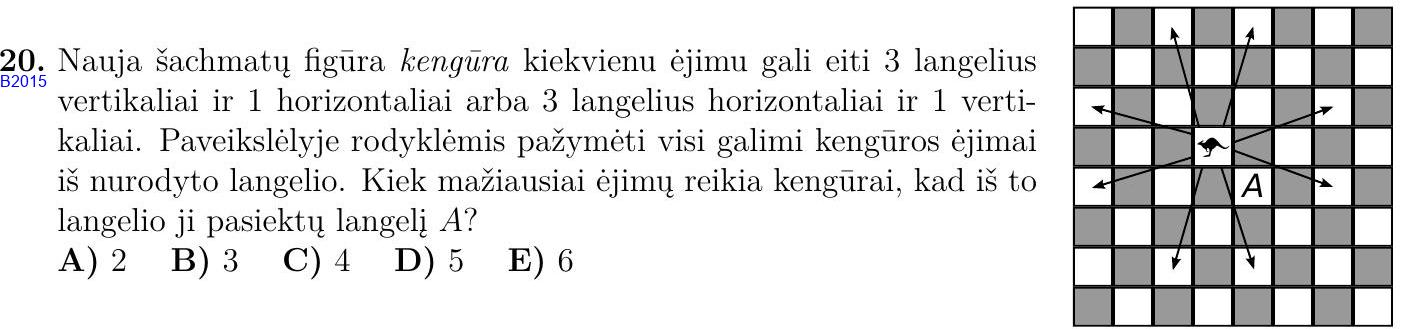 20. Nauja šachmatų figūra kengūra kiekvienu ėjimu gali eiti 3 langelius
B2015
vertikaliai ir 1 horizontaliai arba 3 langelius horizontaliai ir 1 verti-
kaliai. Paveikslėlyje rodyklėmis pažymėti visi galimi kengūros ėjimai
iš nurodyto langelio. Kiek mažiausiai ėjimų reikia kengūrai, kad iš to
langelio ji pasiektų langelį A?
A) 2 B) 3 C) 4 D) 5 E) 6
A